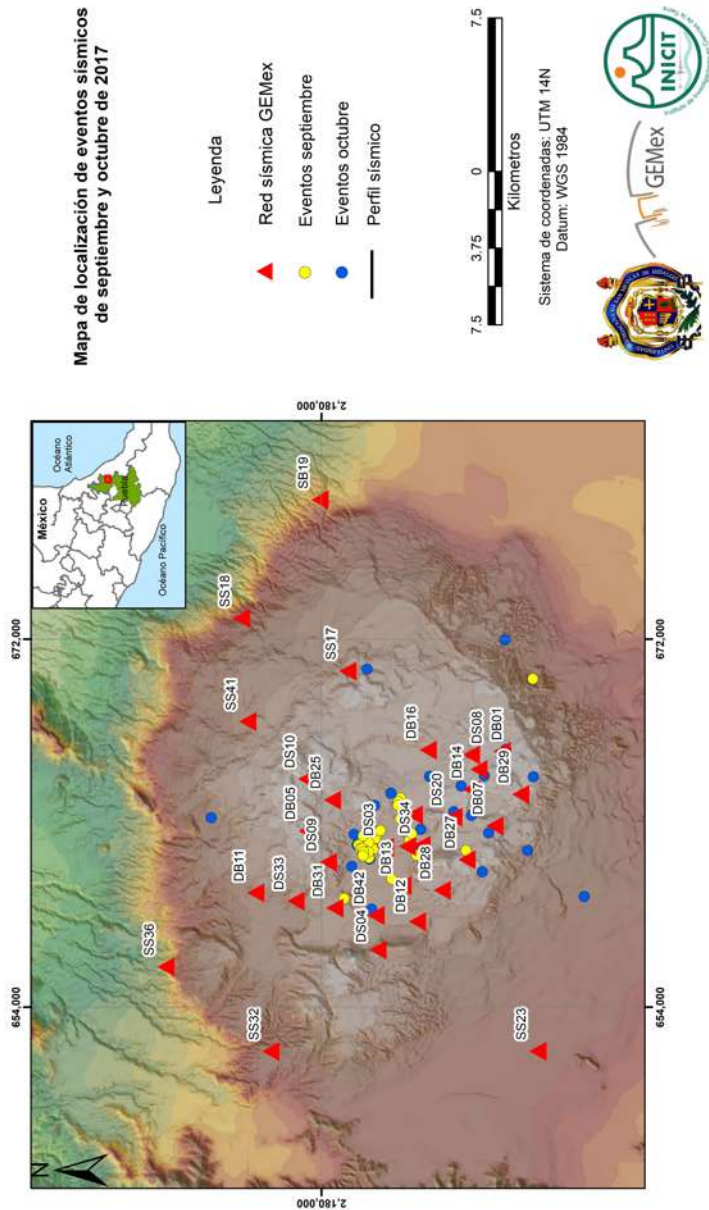 Mapa de localización de eventos sísmicos
de septiembre y octubre de 2017
Leyenda
Red sísmica GEMex
Eventos septiembre
Eventos octubre
Perfil sísmico
7.5
3.75
0
7.5
Kilometros
Sistema de coordenadas: UTM 14N
Datum: WGS 1984
GEMex
INICIT
654,000
672,000
2,180,000
2,180,000
N
México
Océano
Atlántico
Puebla
Océano Pacífico
SS36
SS32
SS23
DB11
DS33
DB31
DB42
DS04
DB12
DB05
DS09
DS03
DB13
DB28
DS10
DB25
DS34
DS20
DB27
DB07
DB14
DB16
DS08
DB01
DB29
SS41
SS18
SS17
SB19